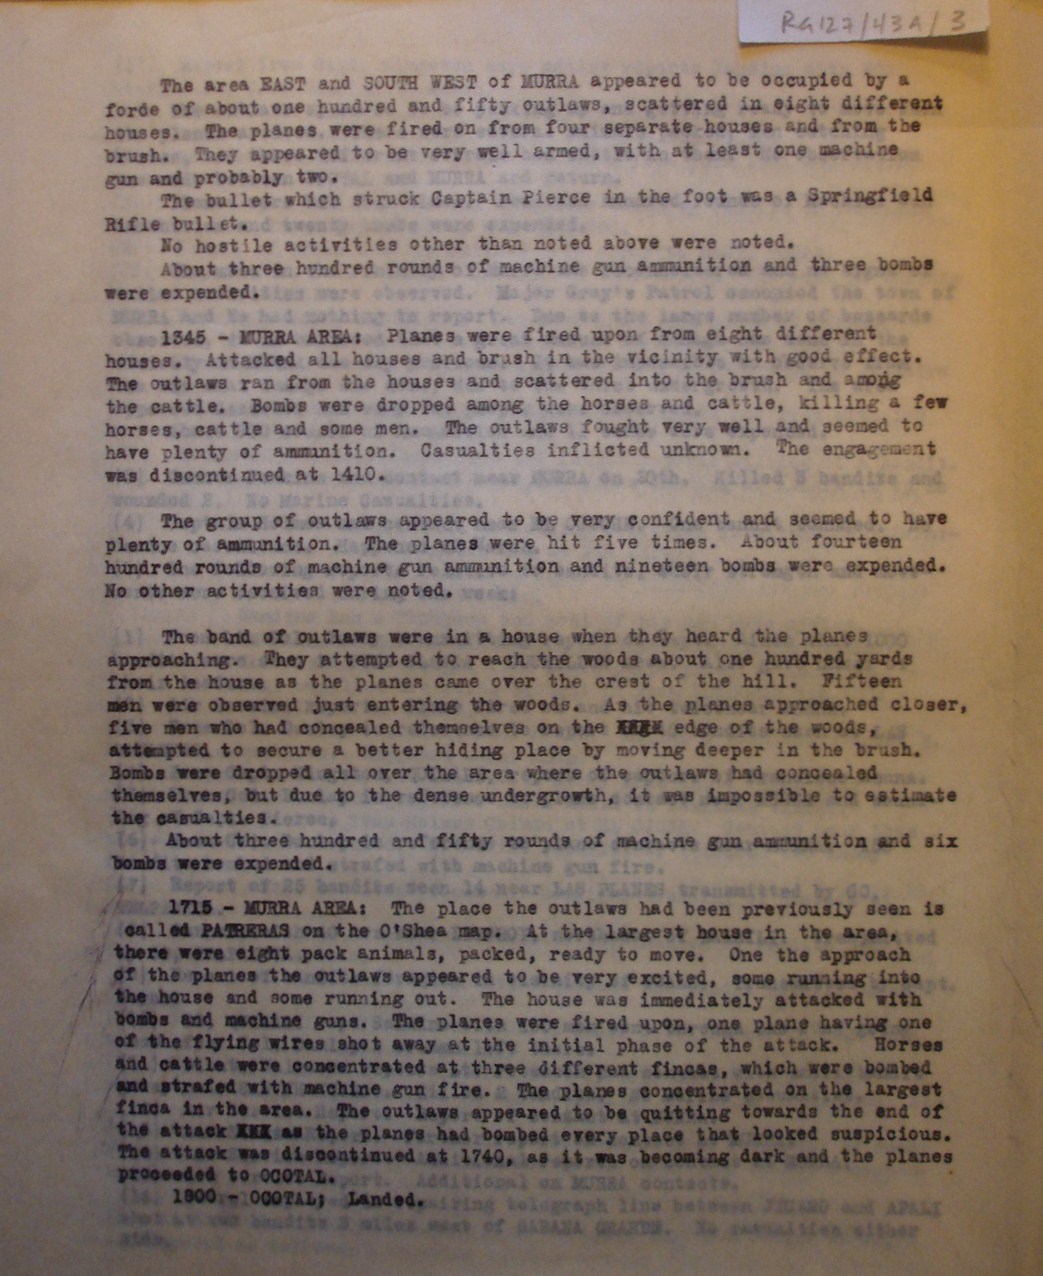 RG127/43A/3
The area EAST and SOUTH WEST of MURRA appeared to be occupied by a
forde of about one hundred and fifty outlaws, scattered in eight different
houses. The planes were fired on from four separate houses and from the
brush. They appeared to be very well armed, with at least one machine
gun and probably two.
The bullet which struck Captain Pierce in the foot was a Springfield
Rifle bullet.
No hostile activities other than noted above were noted.
About three hundred rounds of machine gun ammunition and three bombs
were expended.
1345 - MURRA AREA: Planes were fired upon from eight different
houses. Attacked all houses and brush in the vicinity with good effect.
The outlaws ran from the houses and scattered into the brush and among
the cattle. Bombs were dropped among the horses and cattle, killing a few
horses, cattle and some men. The outlaws fought very well and seemed to
have plenty of ammunition. Casualties inflicted unknown. The engagement
was discontinued at 1410.
The group of outlaws appeared to be very confident and seemed to have
plenty of ammunition. The planes were hit five times. About fourteen
hundred rounds of machine gun ammunition and nineteen bombs were expended.
No other activities were noted.
The band of outlaws were in a house when they heard the planes
approaching. They attempted to reach the woods about one hundred yards
from the house as the planes came over the crest of the hill. Fifteen
men were observed just entering the woods. As the planes approached closer,
five men who had concealed themselves on the XXXX edge of the woods,
attempted to secure a better hiding place by moving deeper in the brush.
Bombs were dropped all over the area where the outlaws had concealed
themselves, but due to the dense undergrowth, it was impossible to estimate
the casualties.
About three hundred and fifty rounds of machine gun ammunition and six
bombs were expended.
1715 - MURRA AREA: The place the outlaws had been previously seen is
called PATRERAS on the O'Shea map. At the largest house in the area,
there were eight pack animals, packed, ready to move. One the approach
of the planes the outlaws appeared to be very excited, some running into
the house and some running out. The house was immediately attacked with
bombs and machine guns. The planes were fired upon, one plane having one
of the flying wires shot away at the initial phase of the attack. Horses
and cattle were concentrated at three different fincas, which were bombed
and strafed with machine gun fire. The planes concentrated on the largest
finca in the area. The outlaws appeared to be quitting towards the end of
the attack XXX as the planes had bombed every place that looked suspicious.
The attack was discontinued at 1740, as it was becoming dark and the planes
proceeded to OCOTAL.
1800 - OCOTAL; Landed.